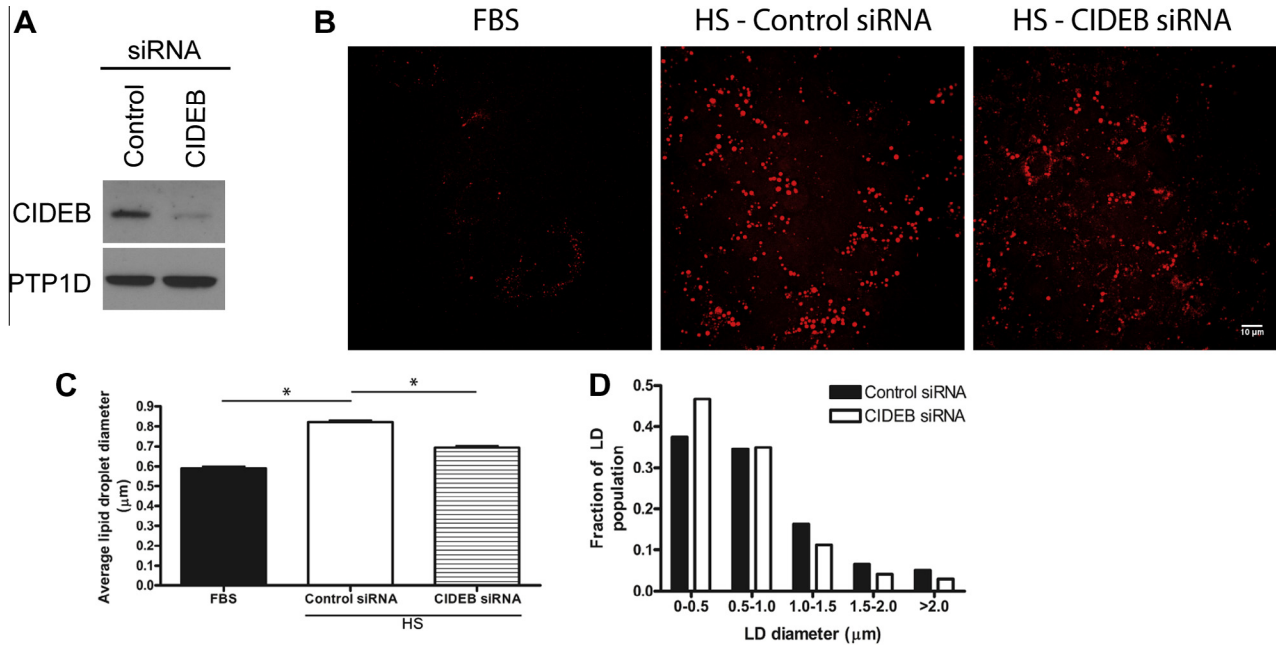 A
siRNA
Control
CIDEB
CIDEB
PTP1D
B
FBS
HS - Control siRNA
HS - CIDEB siRNA
10 µm
C
Average lipid droplet diameter
(µm)
0.9
0.8
0.7
0.6
0.5
0.4
0.3
0.2
0.1
0.0
*
*
FBS
Control siRNA
CIDEB siRNA
HS
D
Fraction of LD
population
0.5
0.4
0.3
0.2
0.1
0.0
Control siRNA
CIDEB siRNA
0-0.5
0.5-1.0
1.0-1.5
1.5-2.0
>2.0
LD diameter (µm)